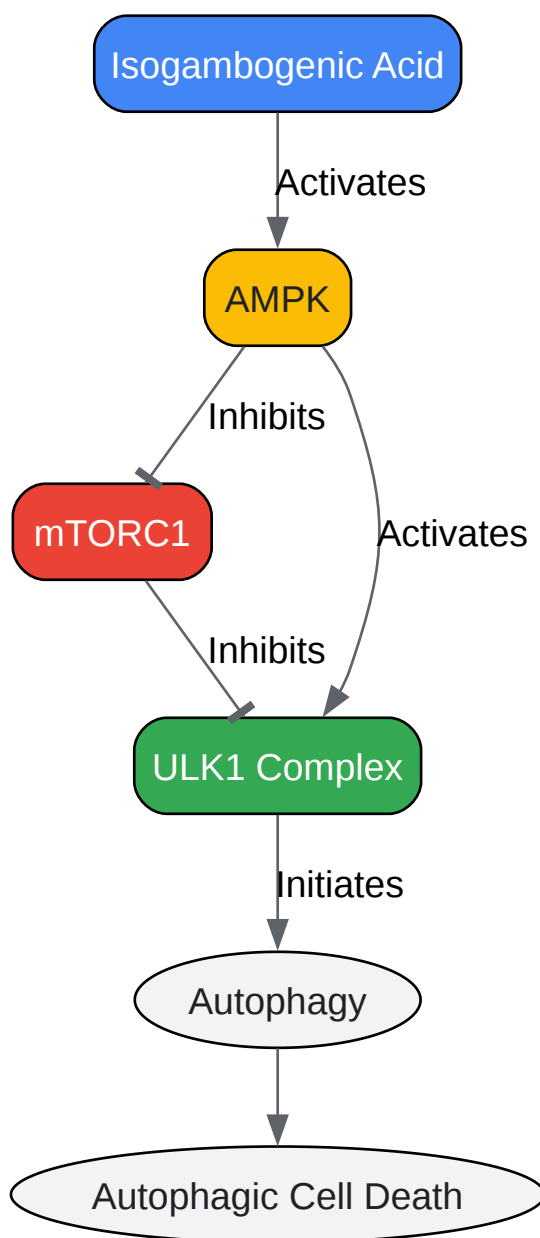 Isogambogenic Acid
Activates
AMPK
Inhibits
mTORC1
Activates
Inhibits
ULK1 Complex
Initiates
Autophagy
Autophagic Cell Death